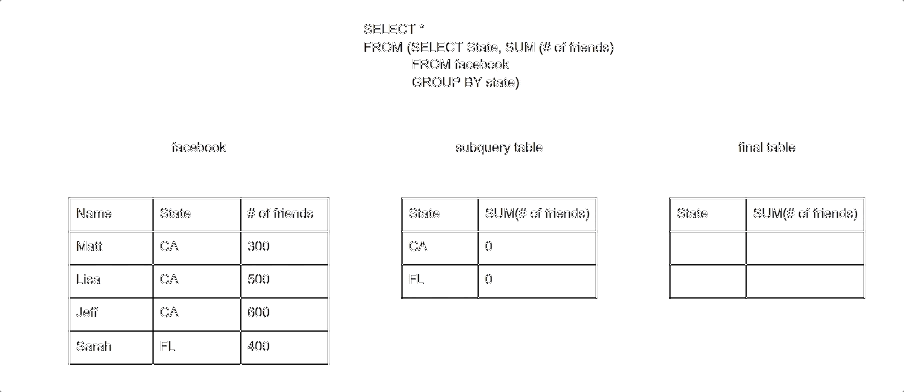 SELECT *
FROM (SELECT State, SUM (# of friends)
FROM facebook
GROUP BY state)
facebook
subquery table
final table
Name State # of friends
Matt CA 300
Lisa CA 500
Jeff CA 600
Sarah FL 400
State SUM(# of friends)
CA 0
FL 0
State SUM(# of friends)